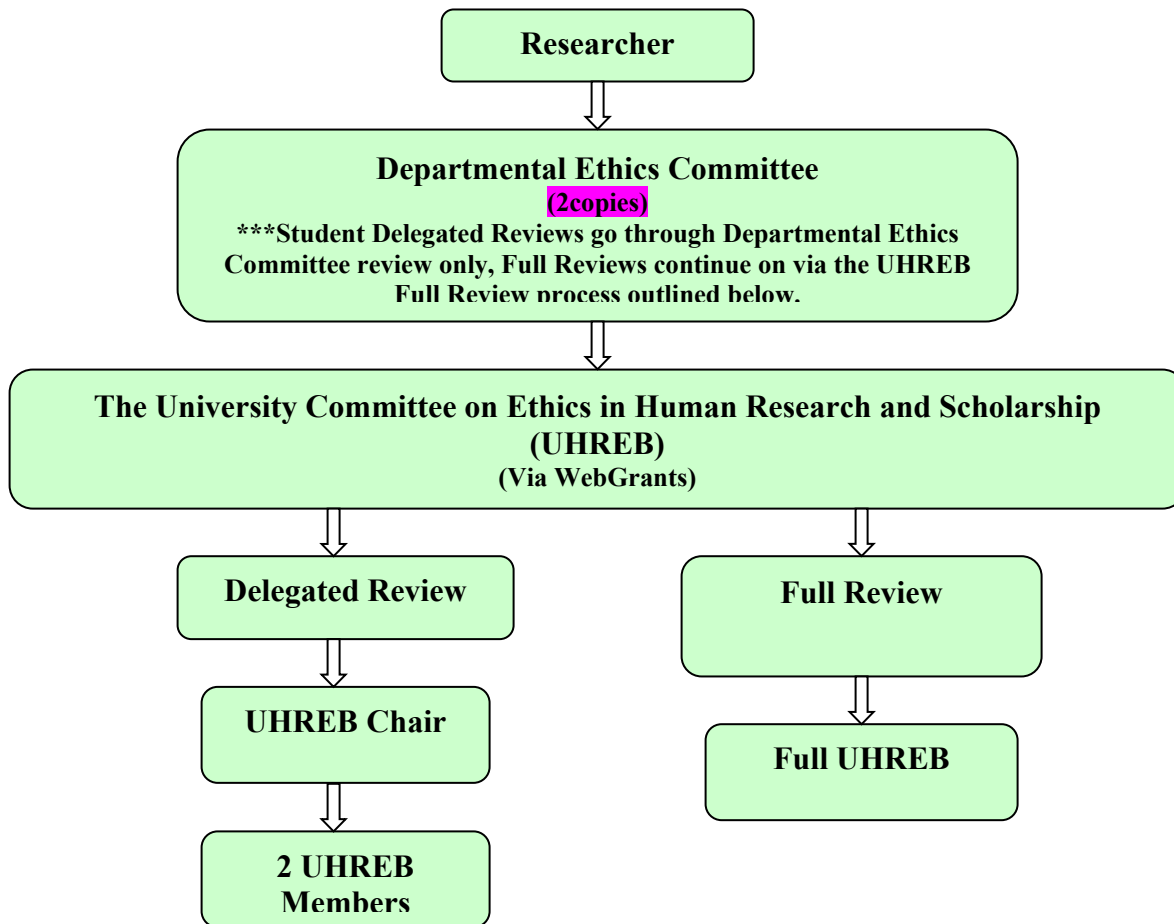 Researcher
Departmental Ethics Committee
(2copies)
***Student Delegated Reviews go through Departmental Ethics
Committee review only, Full Reviews continue on via the UHREB
Full Review process outlined below.
The University Committee on Ethics in Human Research and Scholarship
(UHREB)
(Via WebGrants)
Delegated Review
Full Review
UHREB Chair
Full UHREB
2 UHREB
Members